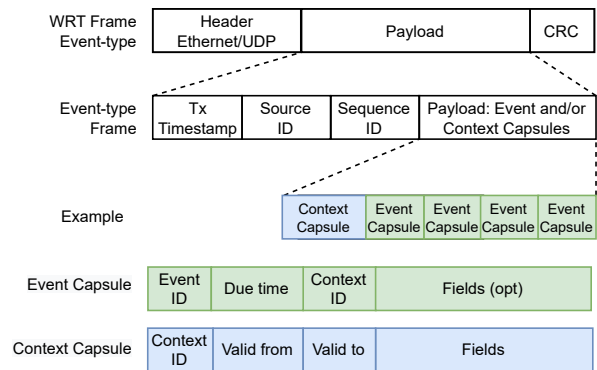 WRT Frame
Event-type
Header
Ethernet/UDP
Payload
CRC
Event-type
Frame
Tx
Timestamp
Source
ID
Sequence
ID
Payload: Event and/or
Context Capsules
Example
Context
Capsule
Event
Capsule
Event
Capsule
Event
Capsule
Event
Capsule
Event Capsule
Event
ID
Due time
Context
ID
Fields (opt)
Context Capsule
Context
ID
Valid from
Valid to
Fields